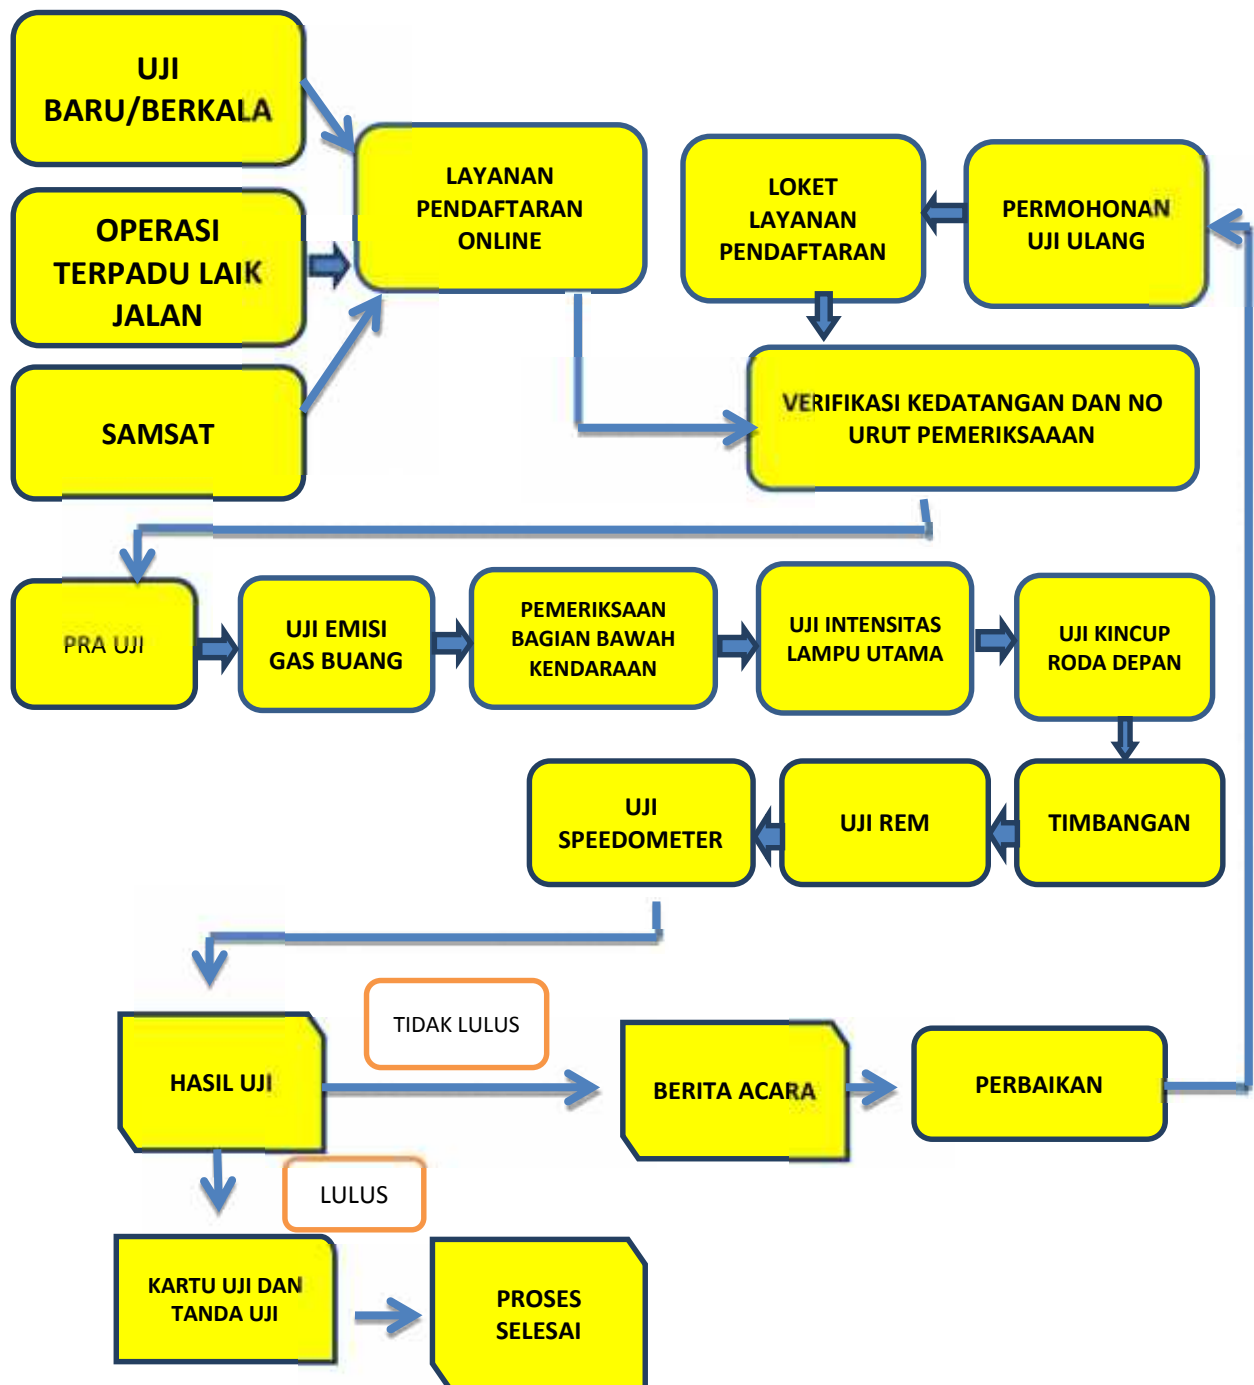 UJI
BARU/BERKALA
OPERASI
TERPADU LAIK
JALAN
SAMSAT
LAYANAN
PENDAFTARAN
ONLINE
LOKET
LAYANAN
PENDAFTARAN
PERMOHONAN
UJI ULANG
VERIFIKASI KEDATANGAN DAN NO
URUT PEMERIKSAAAN
PRA UJI
UJI EMISI
GAS BUANG
PEMERIKSAAN
BAGIAN BAWAH
KENDARAAN
UJI INTENSITAS
LAMPU UTAMA
UJI KINCUP
RODA DEPAN
UJI
SPEEDOMETER
UJI REM
TIMBANGAN
TIDAK LULUS
HASIL UJI
BERITA ACARA
PERBAIKAN
LULUS
KARTU UJI DAN
TANDA UJI
PROSES
SELESAI